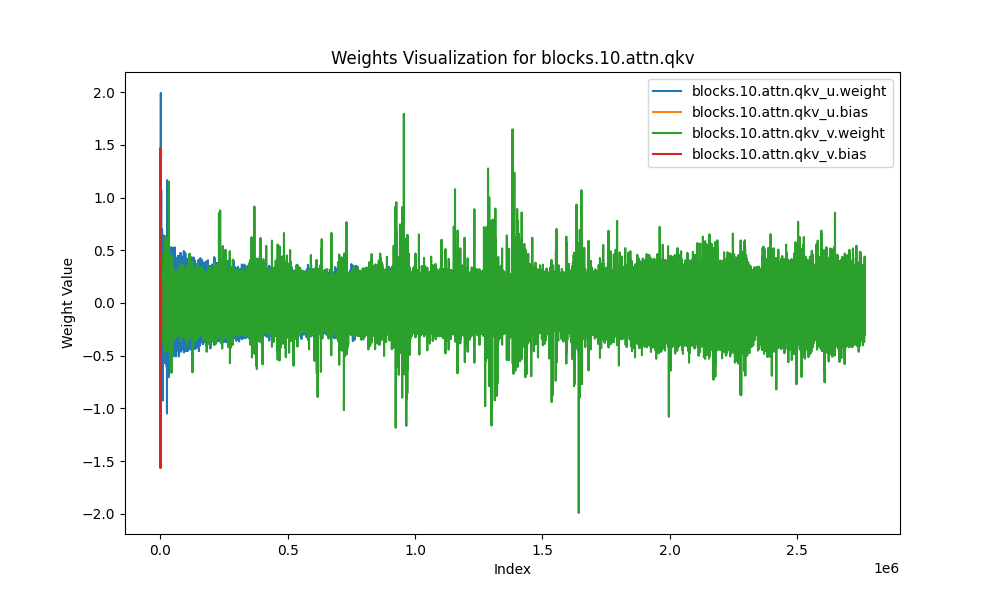 Weights Visualization for blocks.10.attn.qkv
blocks.10.attn.qkv_u.weight
blocks.10.attn.qkv_u.bias
blocks.10.attn.qkv_v.weight
blocks.10.attn.qkv_v.bias
Weight Value
2.0
1.5
1.0
0.5
0.0
−0.5
−1.0
−1.5
−2.0
0.0 0.5 1.0 1.5 2.0 2.5
1e6
Index